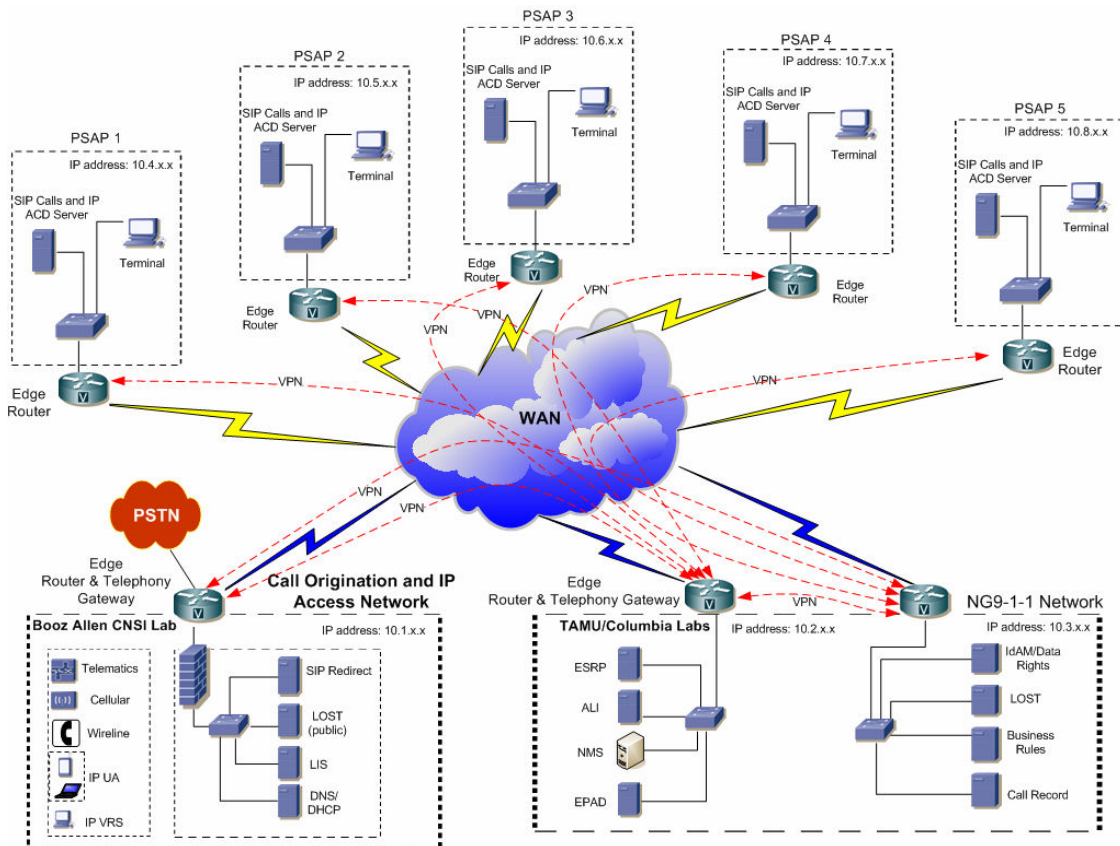 PSAP 1
IP address: 10.4.x.x
SIP Calls and IP
ACD Server
Terminal
Edge
Router
PSAP 2
IP address: 10.5.x.x
SIP Calls and IP
ACD Server
Terminal
Edge
Router
PSAP 3
IP address: 10.6.x.x
SIP Calls and IP
ACD Server
Terminal
Edge
Router
PSAP 4
IP address: 10.7.x.x
SIP Calls and IP
ACD Server
Terminal
Edge
Router
PSAP 5
IP address: 10.8.x.x
SIP Calls and IP
ACD Server
Terminal
Edge
Router
VPN
VPN
VPN
VPN
VPN
WAN
VPN
VPN
VPN
PSTN
Edge
Router & Telephony
Gateway
Call Origination and IP
Access Network
Booz Allen CNSI Lab
IP address: 10.1.x.x
Telematics
Cellular
Wireline
IP UA
IP VRS
SIP Redirect
LOST
(public)
LIS
DNS/
DHCP
Edge
Router & Telephony Gateway
NG9-1-1 Network
TAMU/Columbia Labs
IP address: 10.2.x.x
IP address: 10.3.x.x
ESRP
ALI
NMS
EPAD
IdAM/Data
Rights
LOST
Business
Rules
Call Record
V
V
V
V
V
V
V
V